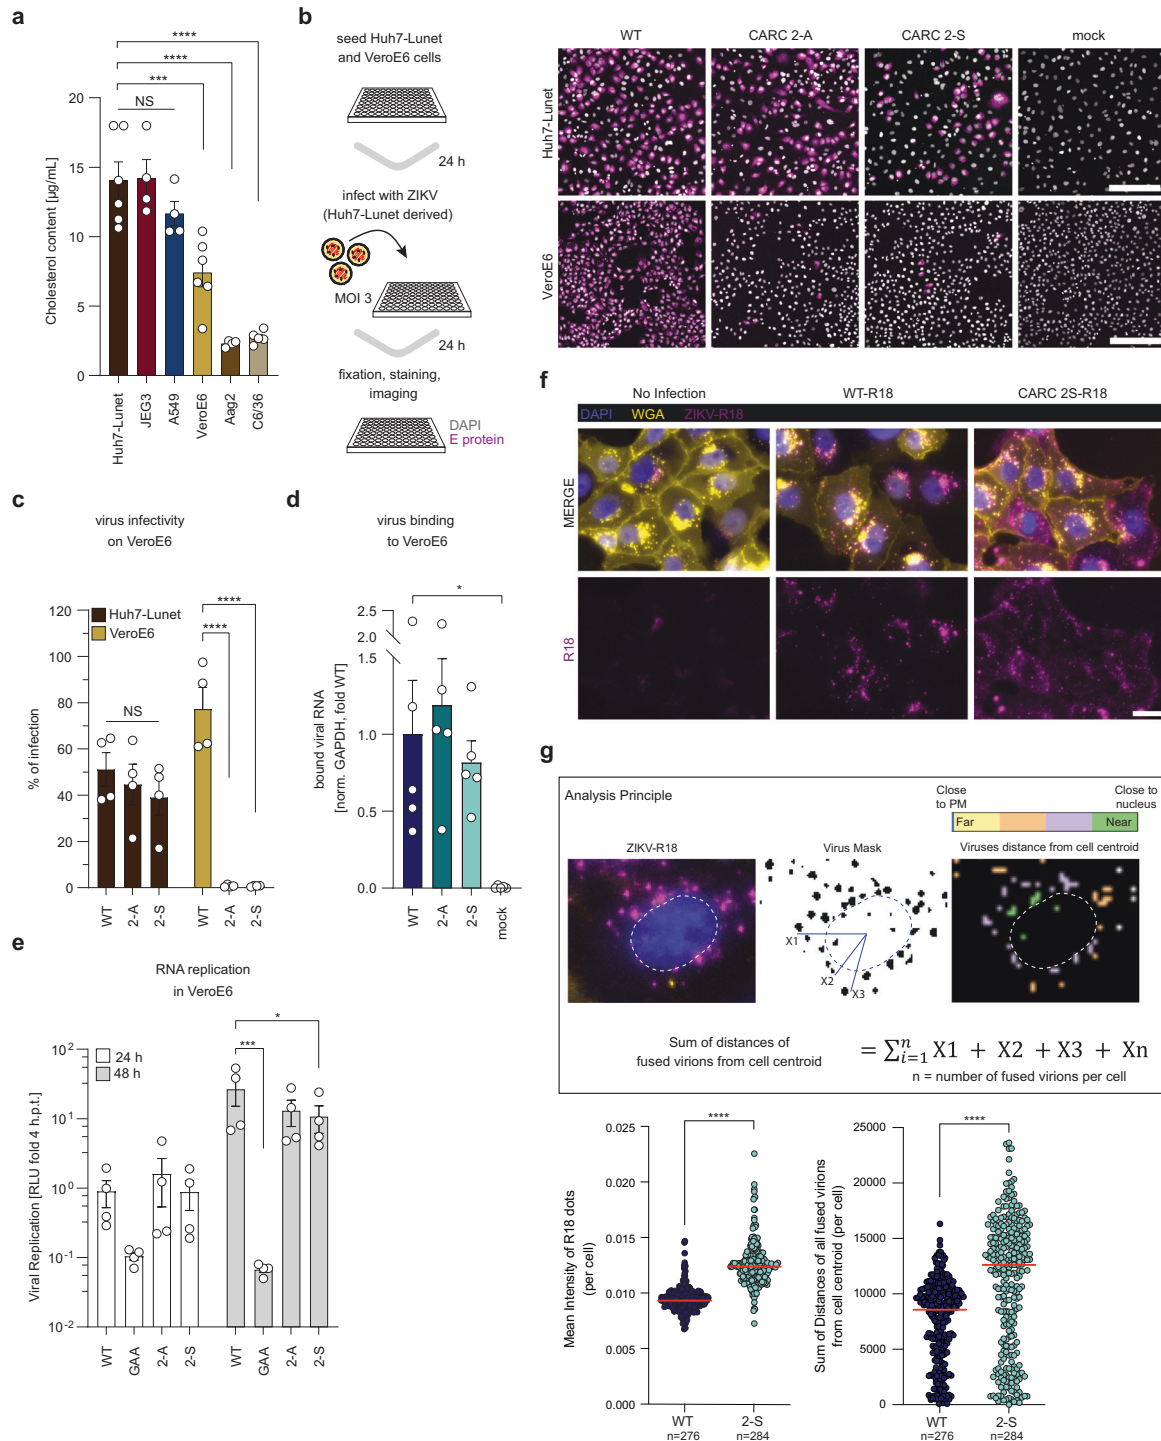 a
****
****
***
NS
Cholesterol content [µg/mL]
20
15
10
5
0
Huh7-Lunet
JEG3
A549
VeroE6
Aag2
C6/36
b
seed Huh7-Lunet
and VeroE6 cells
24 h
infect with ZIKV
(Huh7-Lunet derived)
MOI 3
24 h
fixation, staining,
imaging
DAPI
E protein
WT
CARC 2-A
CARC 2-S
mock
Huh7-Lunet
VeroE6
c
virus infectivity
on VeroE6
Huh7-Lunet
VeroE6
****
****
NS
% of infection
120
100
80
60
40
20
0
WT
2-A
2-S
WT
2-A
2-S
d
virus binding
to VeroE6
*
bound viral RNA
[norm. GAPDH, fold WT]
2.5
2.0
1.5
1.0
0.5
0.0
WT
2-A
2-S
mock
e
RNA replication
in VeroE6
24 h
48 h
***
*
Viral Replication [RLU fold 4 h.p.t.]
10²
10¹
10⁰
10⁻¹
10⁻²
WT
GAA
2-A
2-S
WT
GAA
2-A
2-S
f
No Infection
WT-R18
CARC 2S-R18
DAPI WGA ZIKV-R18
MERGE
R18
g
Analysis Principle
Close
to PM
Close to
nucleus
Far
Near
ZIKV-R18
Virus Mask
Viruses distance from cell centroid
X1
X2
X3
Sum of distances of
fused virions from cell centroid
= ∑ⁿᵢ₌₁ X1 + X2 + X3 + Xn
n = number of fused virions per cell
****
Mean Intensity of R18 dots
(per cell)
0.025
0.020
0.015
0.010
0.005
0.000
WT
n=276
2-S
n=284
****
Sum of Distances of all fused virions
from cell centroid (per cell)
25000
20000
15000
10000
5000
0
WT
n=276
2-S
n=284